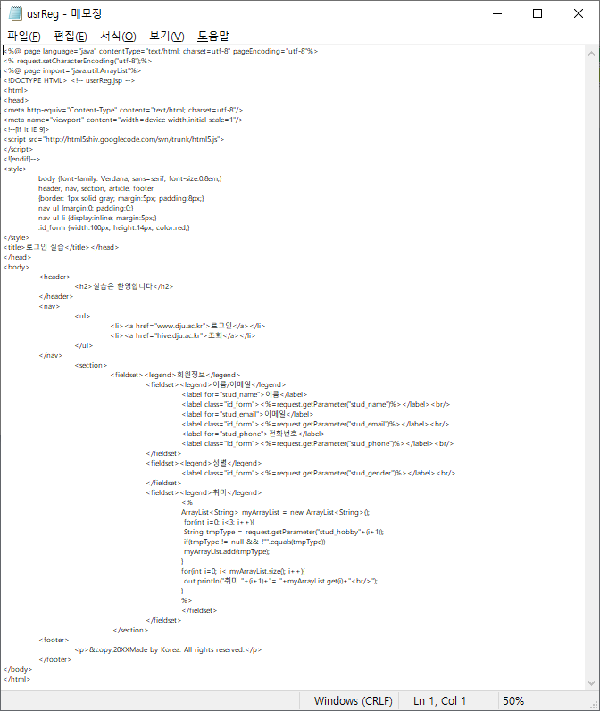 usrReg - 메모장
파일(F) 편집(E) 서식(O) 보기(V) 도움말
<%@ page language="java" contentType="text/html; charset=utf-8" pageEncoding="utf-8"%>
<% request.setCharacterEncoding("utf-8");%>
<%@ page import="java.util.ArrayList"%>
<!DCCTYPE HTML> <!-- userReg.jsp -->
<html>
<head>
<meta http-equiv="Content-Type" content="text/html; charset=utf-8"/>
<meta name="viewport" content="width=device-width,initial-scale=1"/>
<!--[if lt IE 9]>
<script src="http://html5shiv.googlecode.com/svn/trunk/html5.js">
</script>
<![endif]-->
<style>
body {font-family: Verdana, sans-serif; font-size:0.8em;}
header, nav, section, article, footer
{border: 1px solid gray; margin:5px; padding:8px;}
nav ul {margin:0; padding:0;}
nav ul li {display:inline; margin:5px;}
.id_form {width:100px; height:14px; color:red;}
</style>
<title>로그인 실습</title></head>
</head>
<body>
<header>
<h2>실습은 환영합니다</h2>
</header>
<nav>
<ul>
<li><a href="www.dju.ac.kr">로그인</a></li>
<li><a href="hive.dju.ac.kr">조회</a></li>
</ul>
</nav>
<section>
<fieldset><legend>회원정보</legend>
<fieldset><legend>이름/이메일</legend>
<label for="stud_name">이름</label>
<label class="id_form"><%=request.getParameter("stud_name")%></label><br/>
<label for="stud_email">이메일</label>
<label class="id_form"><%=request.getParameter("stud_email")%></label><br/>
<label for="stud_phone">전화번호</label>
<label class="id_form"><%=request.getParameter("stud_phone")%></label><br/>
</fieldset>
<fieldset><legend>성별</legend>
<label class="id_form"><%=request.getParameter("stud_gender")%></label><br/>
</fieldset>
<fieldset><legend>취미</legend>
<%
ArrayList<String> myArrayList = new ArrayList<String>();
for(int i=0; i<3; i++){
String tmpType = request.getParameter("stud_hobby"+(i+1));
if(tmpType != null && !"".equals(tmpType))
myArrayList.add(tmpType);
}
for(int i=0; i< myArrayList.size(); i++){
out.println("취미 "+(i+1)+"= "+myArrayList.get(i)+"<br/>");
}
%>
</fieldset>
</fieldset>
</section>
<footer>
<p>&copy:20XXMade by Korea. All rights reserved.</p>
</footer>
</body>
</html>
Windows (CRLF) Ln 1, Col 1 50%